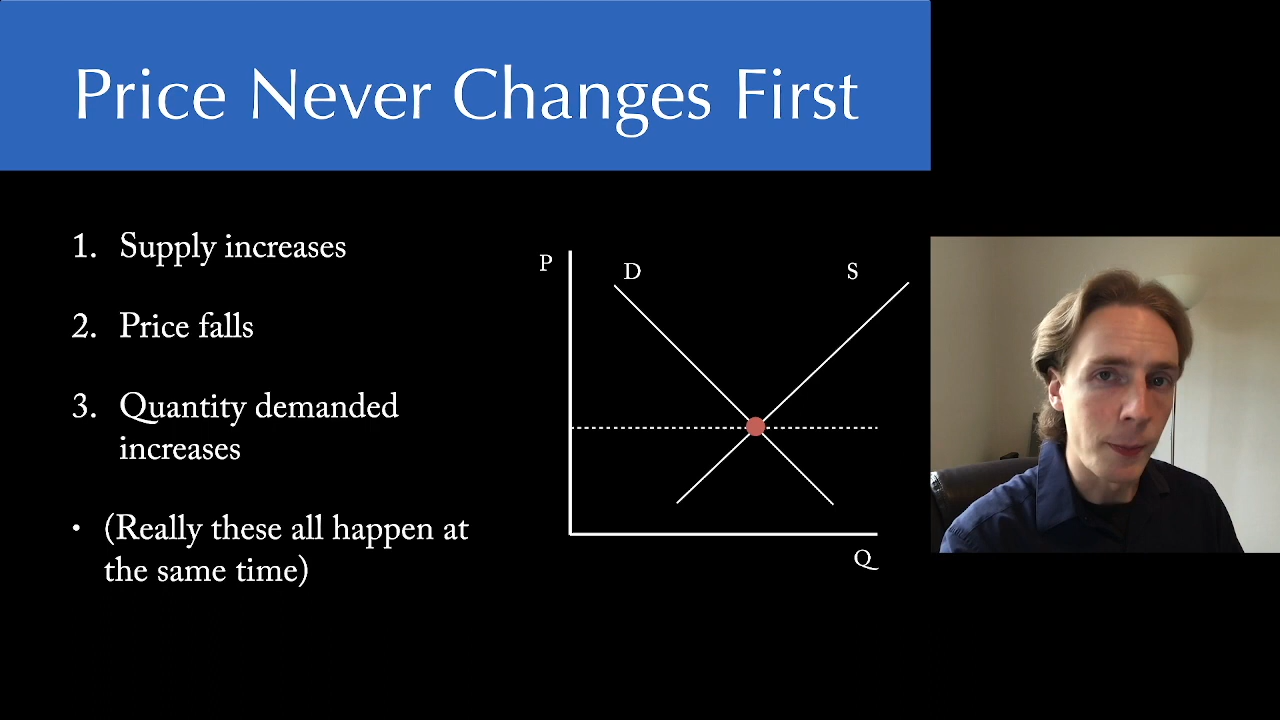 Price Never Changes First
1. Supply increases
2. Price falls
3. Quantity demanded
increases
• (Really these all happen at
the same time)
P
D
S
Q